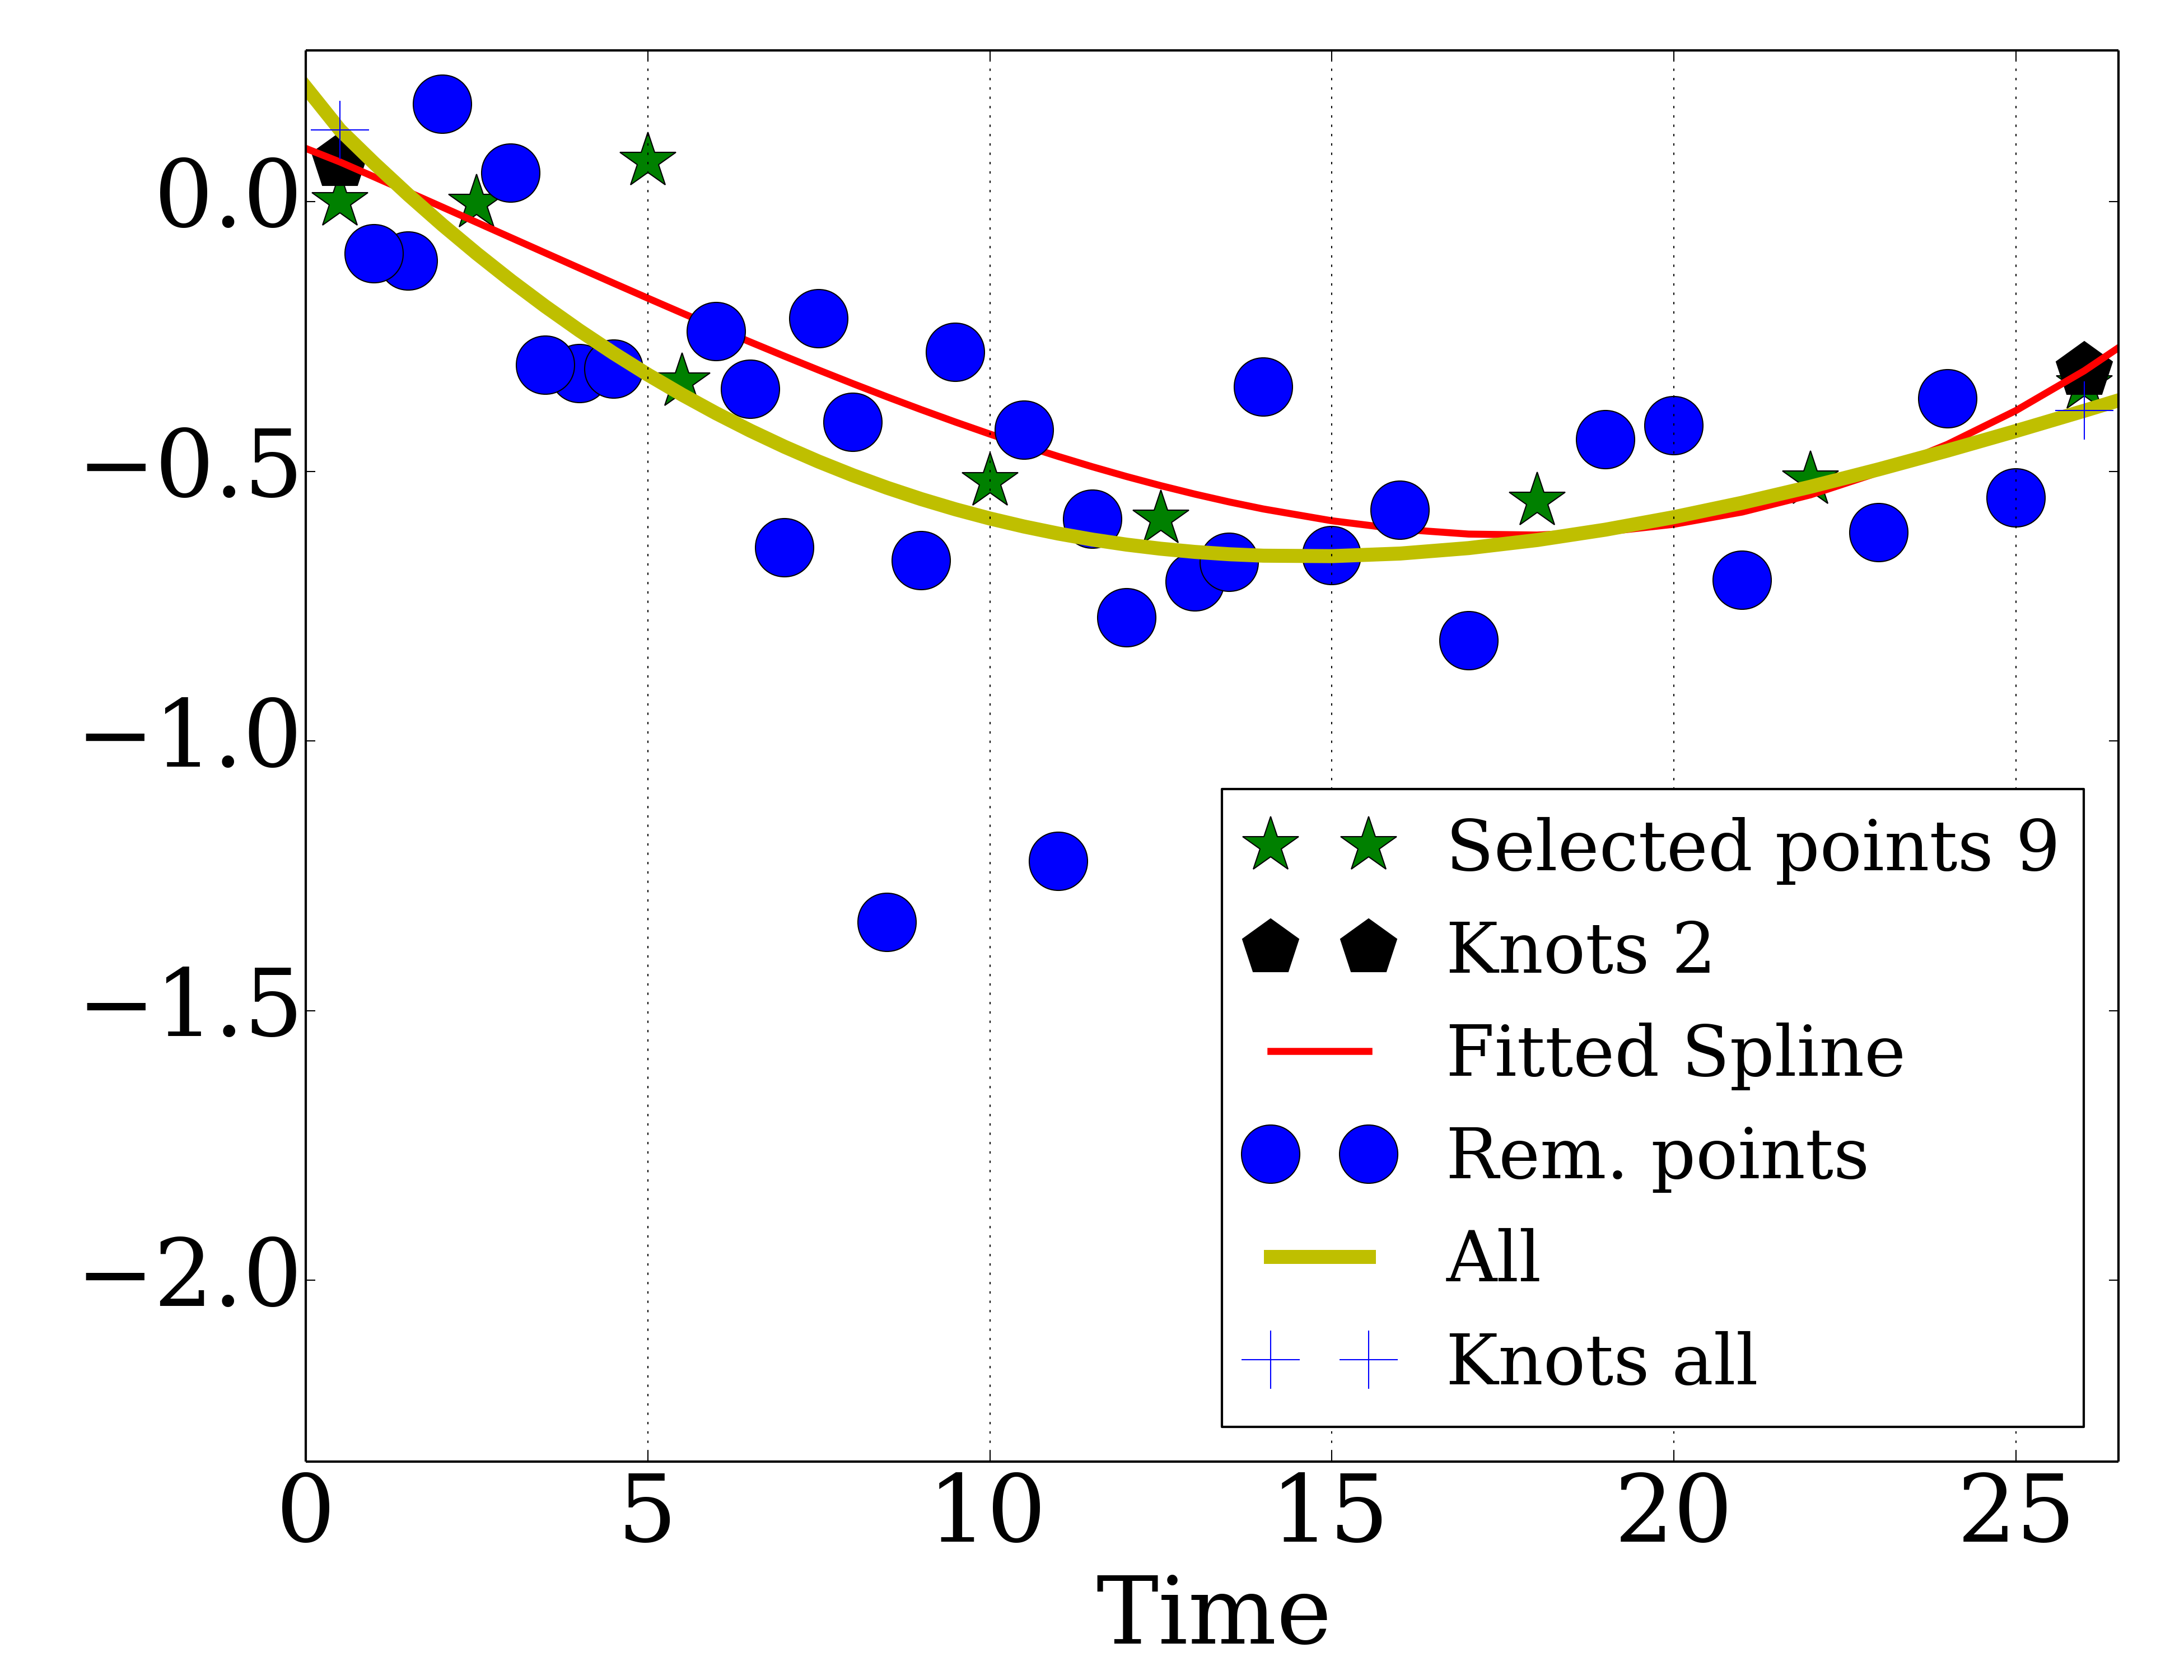 0.0
−0.5
−1.0
−1.5
−2.0
Selected points 9
Knots 2
Fitted Spline
Rem. points
All
Knots all
0 5 10 15 20 25
Time